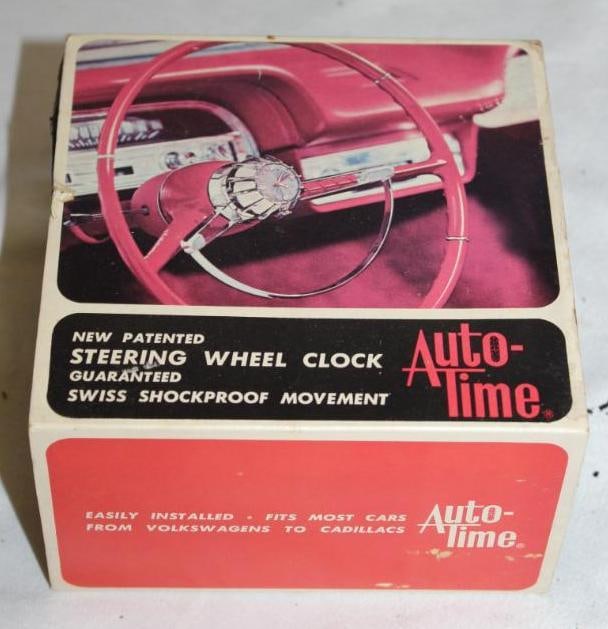 NEW PATENTED
STEERING WHEEL CLOCK
GUARANTEED
SWISS SHOCKPROOF MOVEMENT
Auto-
Time®
EASILY INSTALLED • FITS MOST CARS
FROM VOLKSWAGENS TO CADILLACS
Auto-
Time®